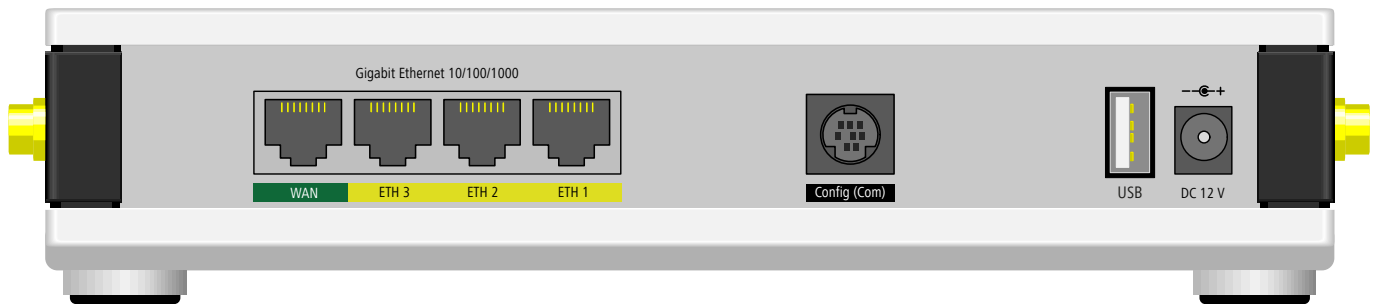 Gigabit Ethernet 10/100/1000
WAN ETH 3 ETH 2 ETH 1
Config (Com)
USB
DC 12 V